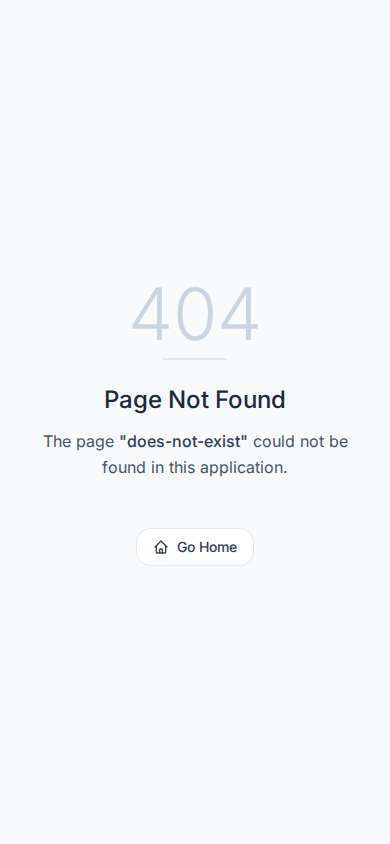 404
Page Not Found
The page "does-not-exist" could not be
found in this application.
Go Home